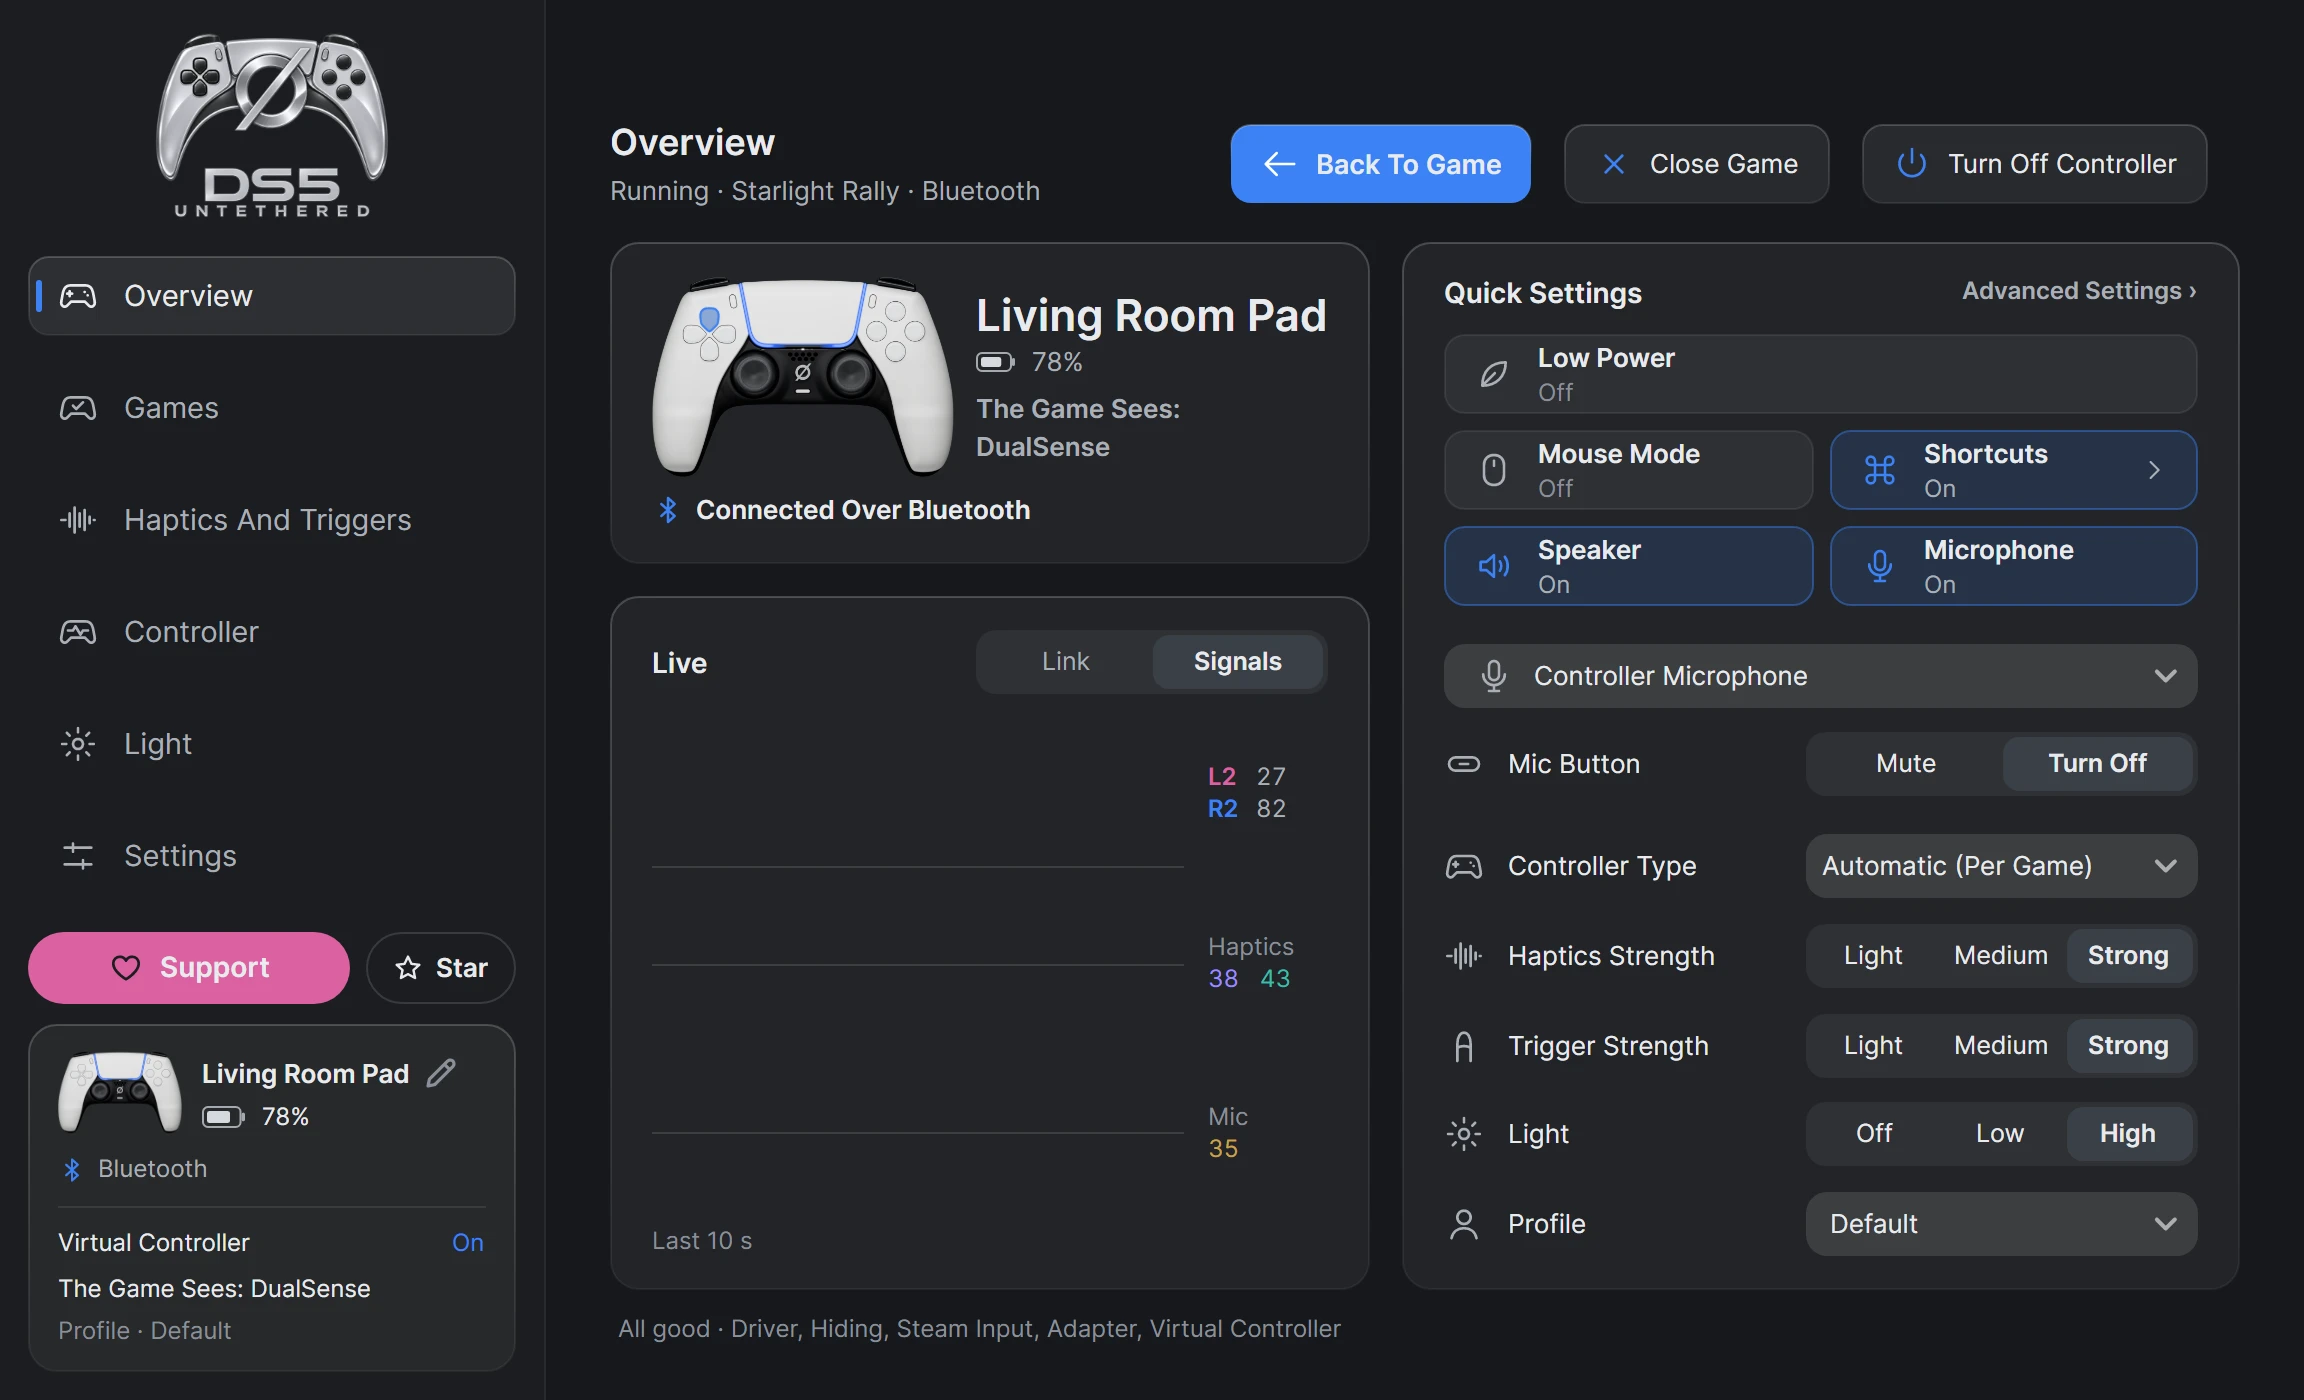 DS5
UNTETHERED
Overview
Games
Haptics And Triggers
Controller
Light
Settings
Support
Star
Living Room Pad
78%
Bluetooth
Virtual Controller On
The Game Sees: DualSense
Profile · Default
Overview
Running · Starlight Rally · Bluetooth
Back To Game
Close Game
Turn Off Controller
Living Room Pad
78%
The Game Sees:
DualSense
Connected Over Bluetooth
Live
Link Signals
L2 27
R2 82
Haptics
38 43
Mic
35
Last 10 s
All good · Driver, Hiding, Steam Input, Adapter, Virtual Controller
Quick Settings
Advanced Settings ›
Low Power
Off
Mouse Mode
Off
Shortcuts
On
Speaker
On
Microphone
On
Controller Microphone
Mic Button Mute Turn Off
Controller Type Automatic (Per Game)
Haptics Strength Light Medium Strong
Trigger Strength Light Medium Strong
Light Off Low High
Profile Default